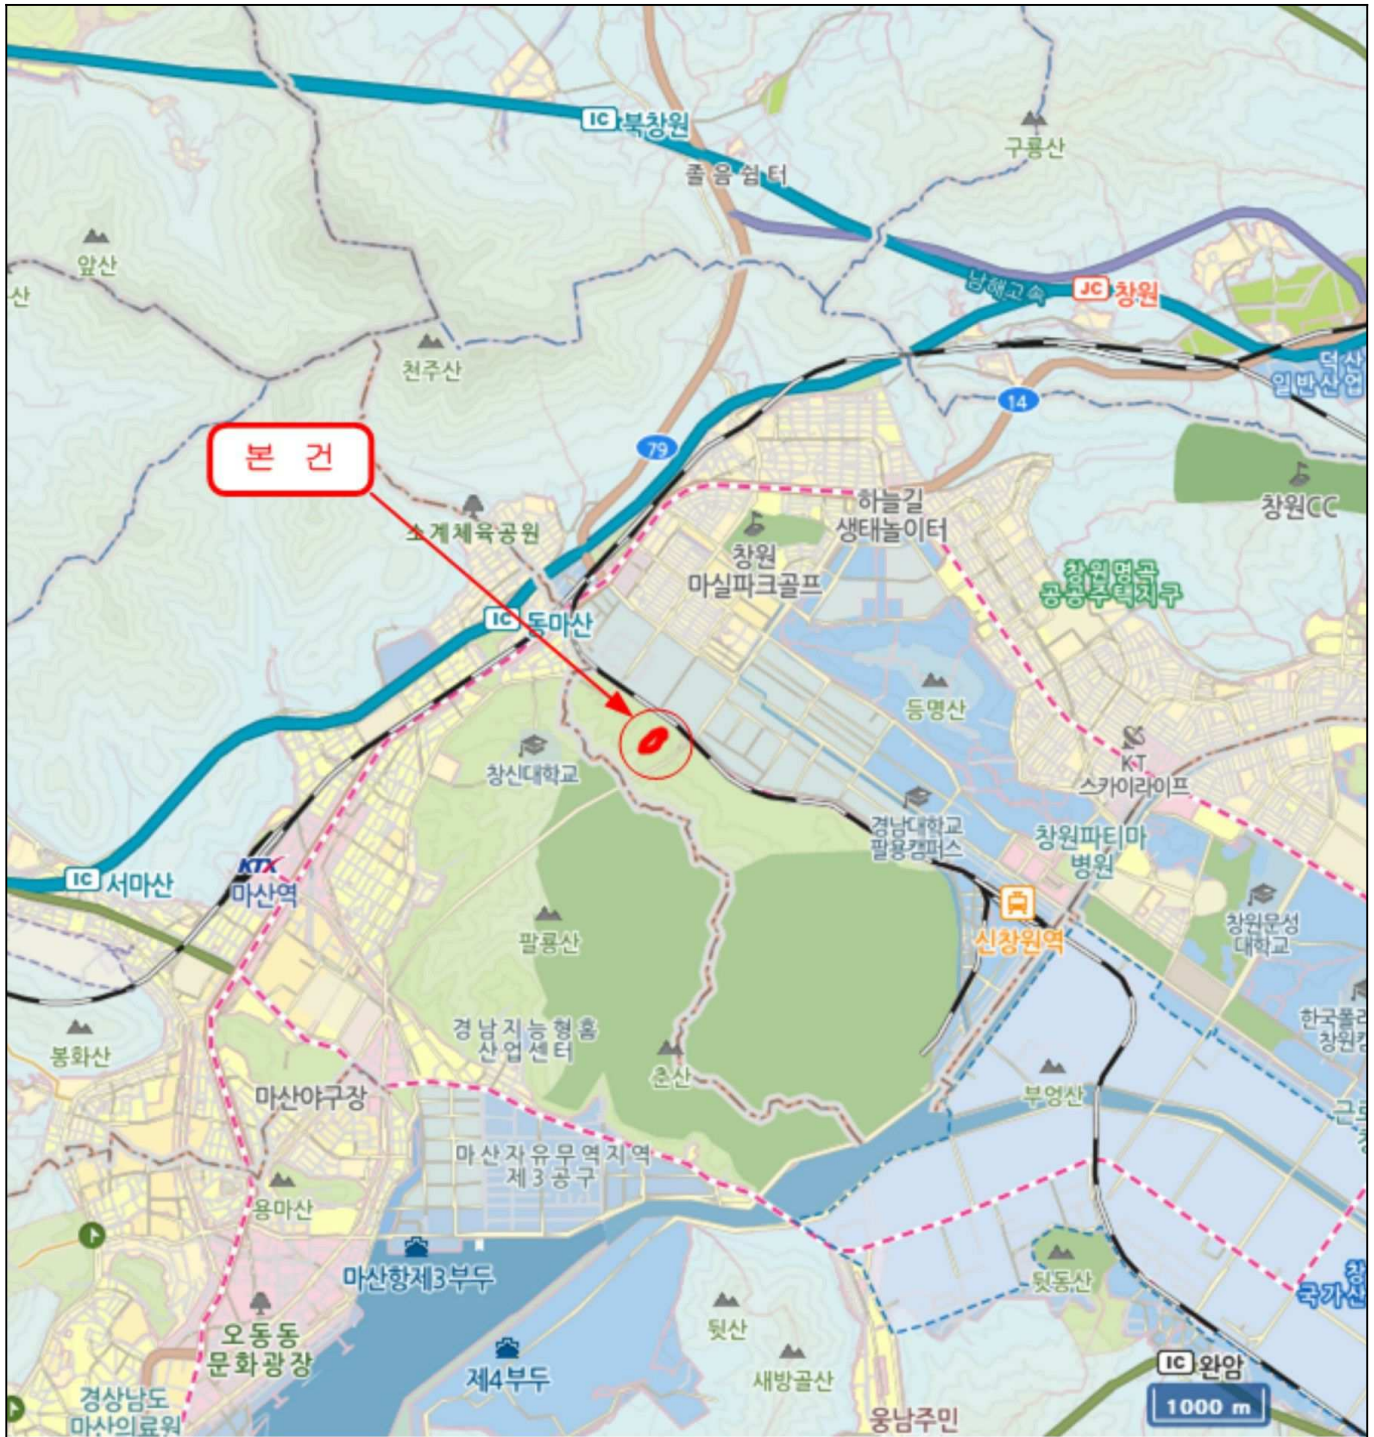 IC 북창원
졸음쉼터
구룡산
앞산
산
남해고속
JC 창원
천주산
덕산
일반산업
14
본 건
79
창원CC
소계체육공원
하늘길
생태놀이터
창원
마실파크골프
창원명곡
공공주택지구
IC 동마산
등명산
창신대학교
KT
스카이라이프
경남대학교
팔용캠퍼스
창원파티마
병원
KTX
마산역
IC 서마산
팔룡산
신창원역
창원문성
대학교
경남지능형홈
산업센터
한국폴리
창원캠
봉화산
춘산
마산야구장
부엉산
근로
마산자유무역지역
제3공구
용마산
마산항제3부두
뒷동산
창
국가산
뒷산
오동동
문화광장
제4부두
새방골산
IC 완암
경상남도
마산의료원
1000 m
웅남주민